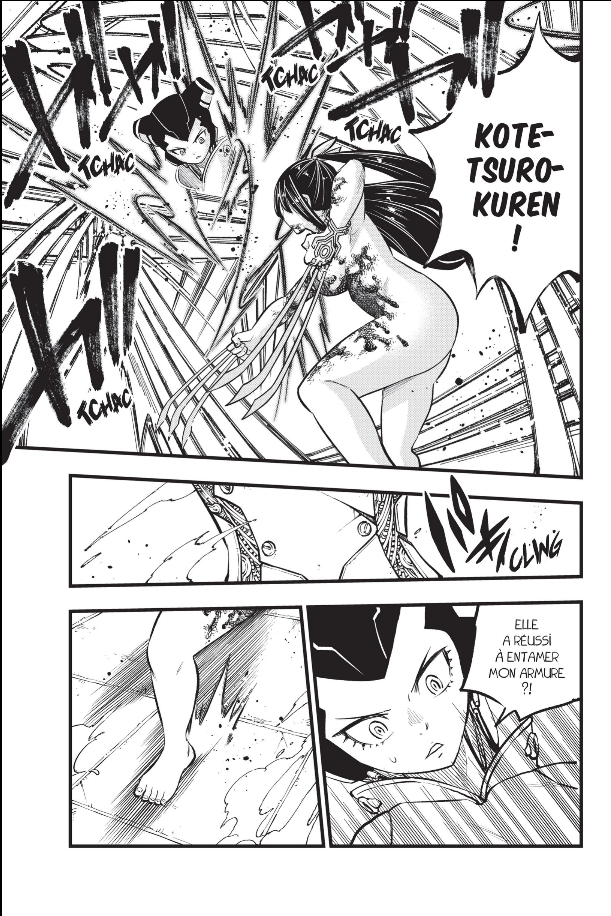 KOTE-
TSURO-
KUREN
!
TCHAC
TCHAC
TCHAC
TCHAC
CLING
ELLE
A RÉUSSI
À ENTAMER
MON ARMURE
?!